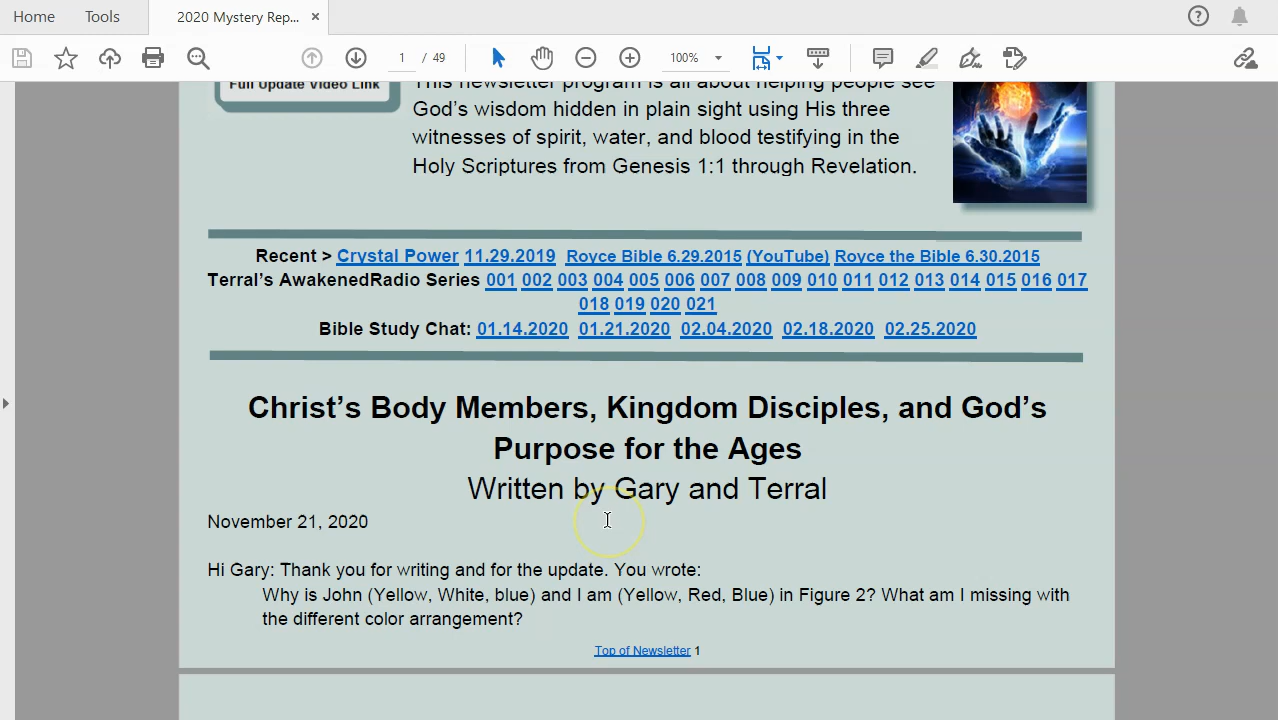 Home Tools 2020 Mystery Rep... ×
1 / 49 100%
Full Update Video Link
This newsletter program is all about helping people see
God's wisdom hidden in plain sight using His three
witnesses of spirit, water, and blood testifying in the
Holy Scriptures from Genesis 1:1 through Revelation.
Recent > Crystal Power 11.29.2019 Royce Bible 6.29.2015 (YouTube) Royce the Bible 6.30.2015
Terral's AwakenedRadio Series 001 002 003 004 005 006 007 008 009 010 011 012 013 014 015 016 017
018 019 020 021
Bible Study Chat: 01.14.2020 01.21.2020 02.04.2020 02.18.2020 02.25.2020
Christ's Body Members, Kingdom Disciples, and God's
Purpose for the Ages
Written by Gary and Terral
November 21, 2020
Hi Gary: Thank you for writing and for the update. You wrote:
Why is John (Yellow, White, blue) and I am (Yellow, Red, Blue) in Figure 2? What am I missing with
the different color arrangement?
Top of Newsletter 1